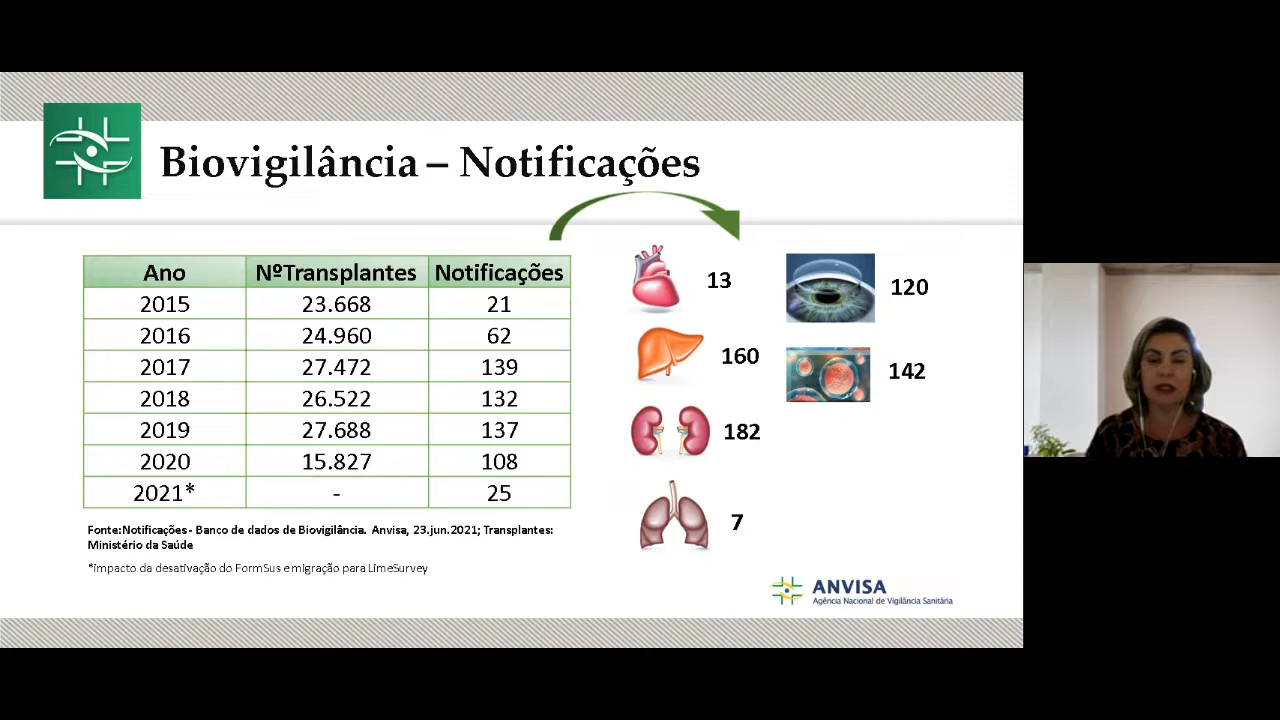 Biovigilância – Notificações
Ano NºTransplantes Notificações
2015 23.668 21
2016 24.960 62
2017 27.472 139
2018 26.522 132
2019 27.688 137
2020 15.827 108
2021* - 25
Fonte:Notificações - Banco de dados de Biovigilância. Anvisa, 23.jun.2021; Transplantes:
Ministério da Saúde
*impacto da desativação do FormSus e migração para LimeSurvey
13
160
182
7
120
142
ANVISA
Agência Nacional de Vigilância Sanitária